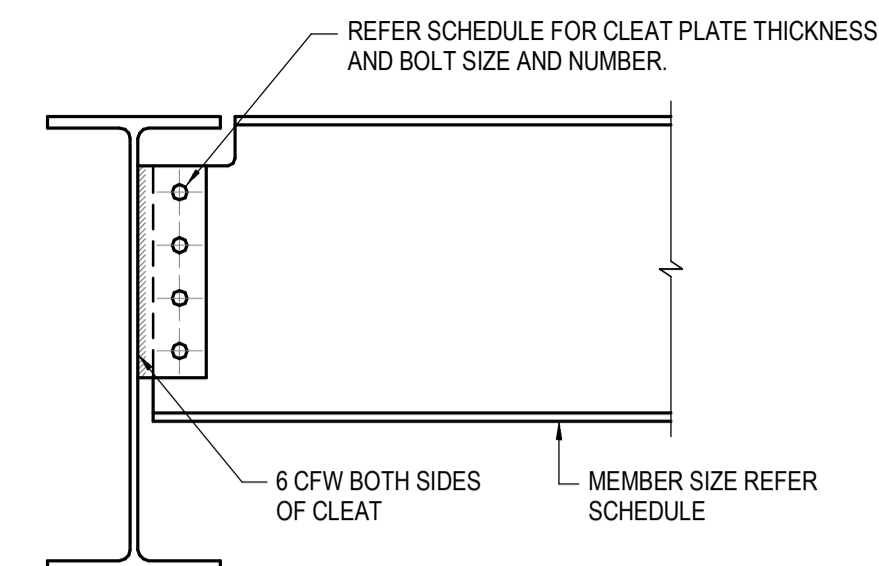 REFER SCHEDULE FOR CLEAT PLATE THICKNESS
AND BOLT SIZE AND NUMBER.
6 CFW BOTH SIDES
OF CLEAT
MEMBER SIZE REFER
SCHEDULE